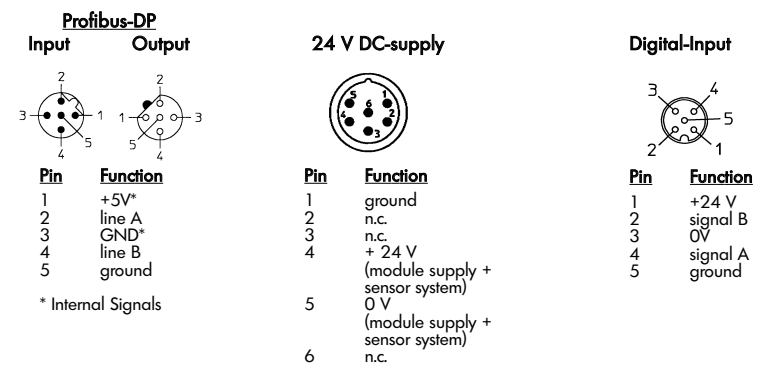 Profibus-DP
Input Output
2
3 1
4 5
2
1 3
5 4
Pin Function
1 +5V*
2 line A
3 GND*
4 line B
5 ground
* Internal Signals
24 V DC-supply
5 1
6
4 2
3
Pin Function
1 ground
2 n.c.
3 n.c.
4 + 24 V
(module supply +
sensor system)
5 0 V
(module supply +
sensor system)
6 n.c.
Digital-Input
3 4
5
2 1
Pin Function
1 +24 V
2 signal B
3 0V
4 signal A
5 ground